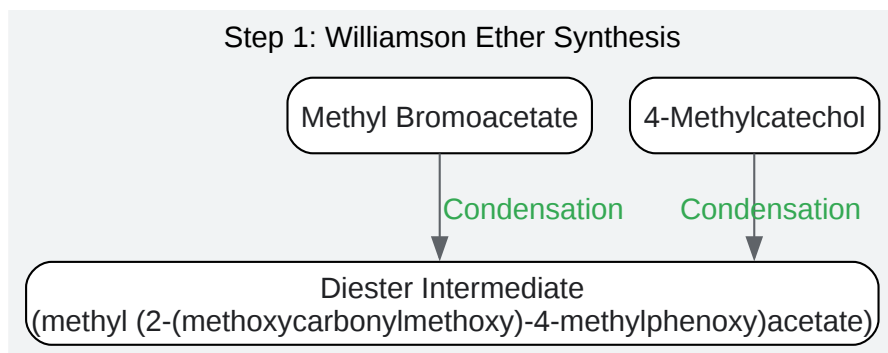 Step 1: Williamson Ether Synthesis
Methyl Bromoacetate
4-Methylcatechol
Condensation
Condensation
Diester Intermediate
(methyl (2-(methoxycarbonylmethoxy)-4-methylphenoxy)acetate)